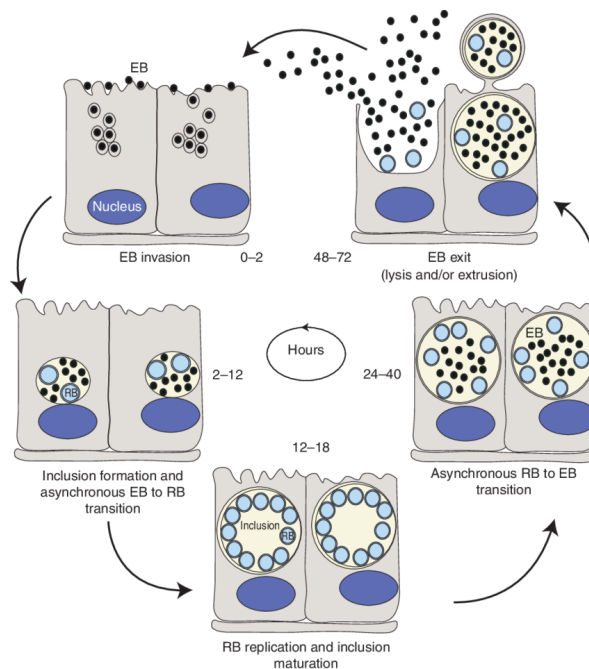 EB
Nucleus
EB invasion
0–2
48–72
EB exit
(lysis and/or extrusion)
RB
2–12
Hours
24–40
EB
Inclusion formation and
asynchronous EB to RB
transition
12–18
Asynchronous RB to EB
transition
Inclusion
RB
RB replication and inclusion
maturation